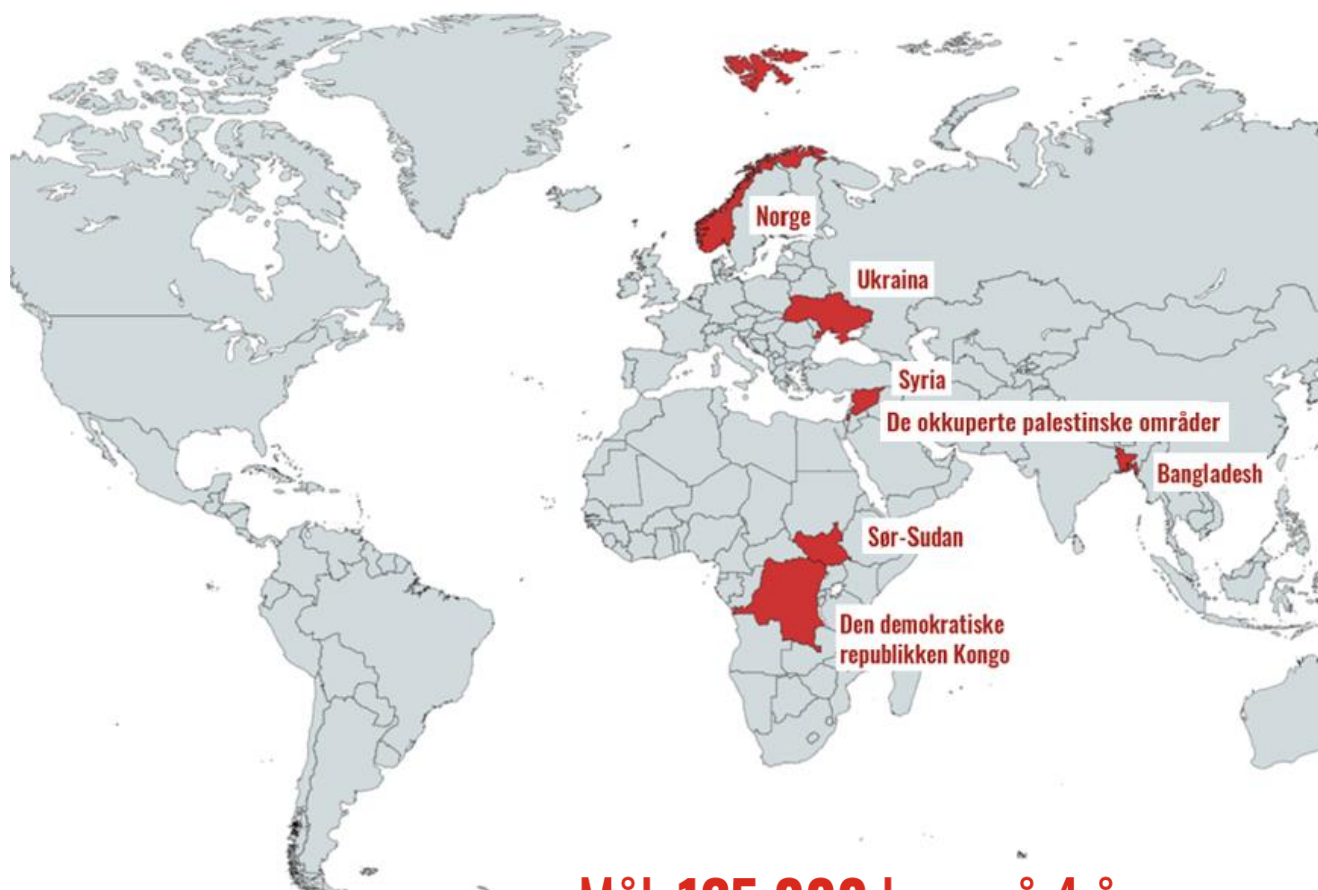 Norge
Ukraina
Syria
De okkuperte palestinske områder
Bangladesh
Sør-Sudan
Den demokratiske
republikken Kongo